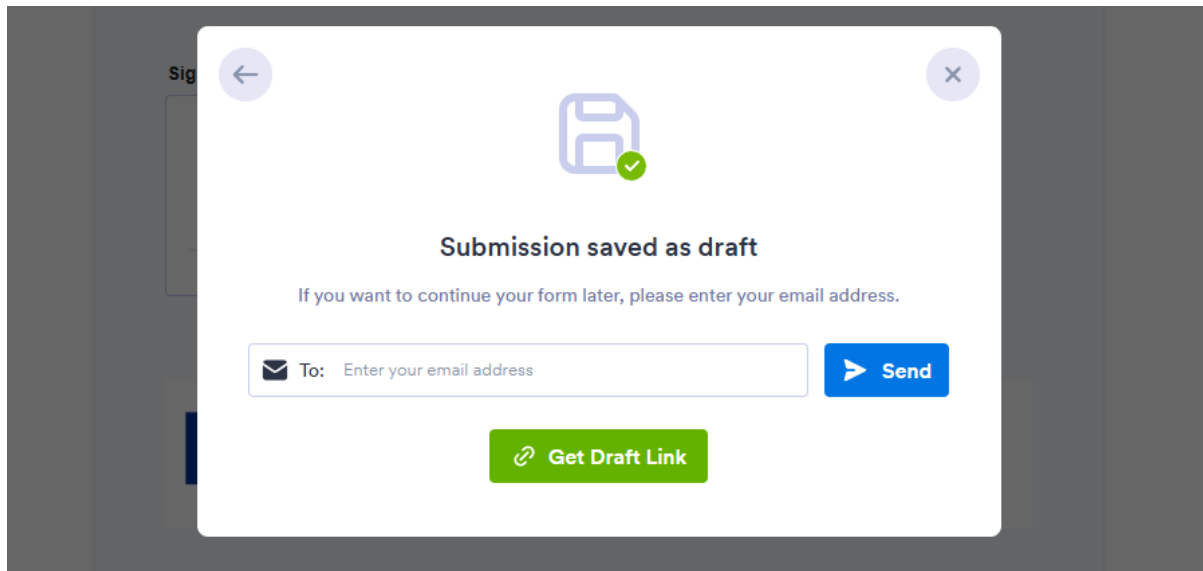 Sig
Submission saved as draft
If you want to continue your form later, please enter your email address.
To: Enter your email address
Send
Get Draft Link